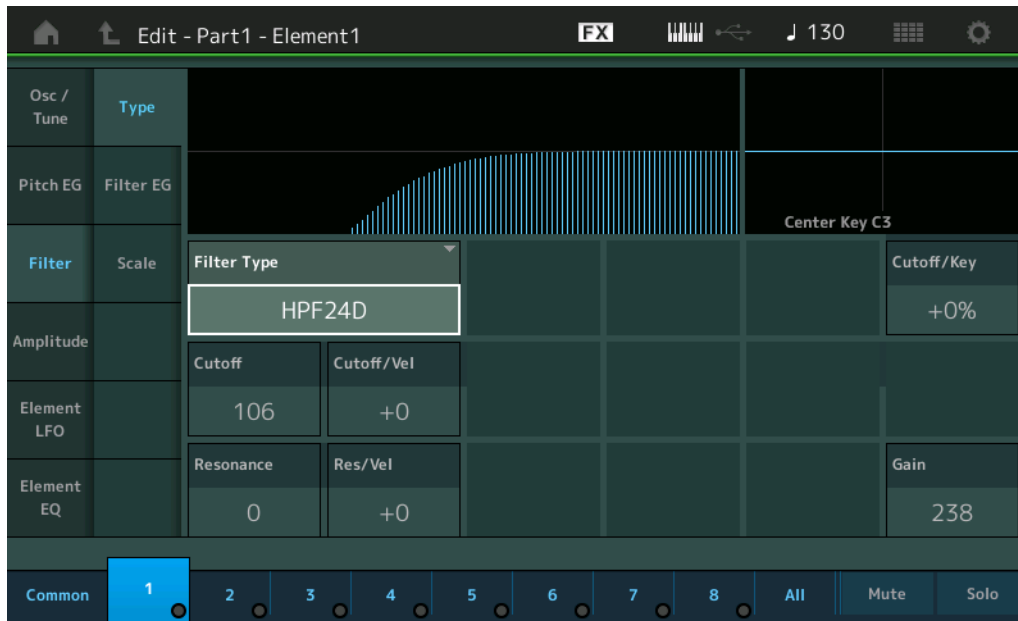 Edit - Part1 - Element1
FX
♩ 130
Osc /
Tune
Type
Pitch EG
Filter EG
Center Key C3
Filter
Scale
Filter Type
HPF24D
Cutoff/Key
+0%
Amplitude
Cutoff
Cutoff/Vel
106
+0
Element
LFO
Resonance
Res/Vel
Gain
Element
EQ
0
+0
238
Common
1
2
3
4
5
6
7
8
All
Mute
Solo